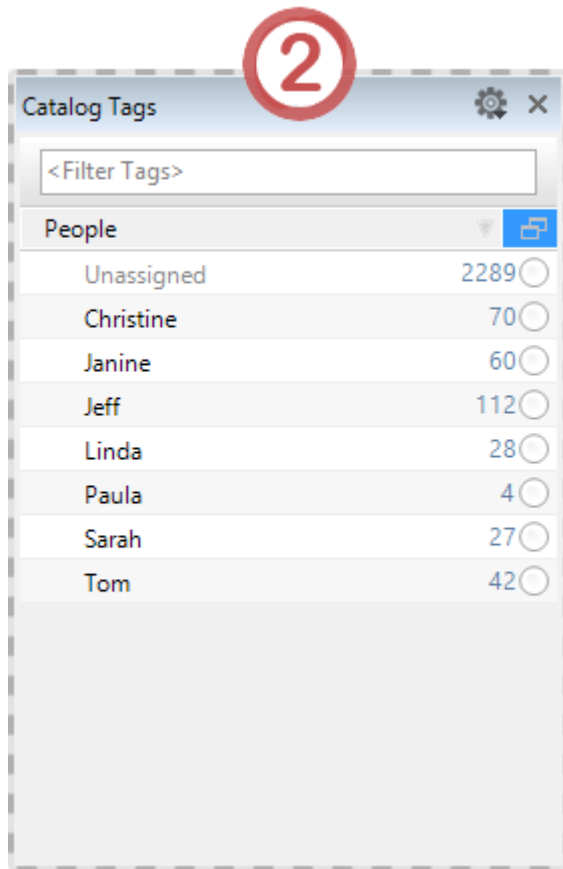 2
Catalog Tags
<Filter Tags>
People
Unassigned 2289
Christine 70
Janine 60
Jeff 112
Linda 28
Paula 4
Sarah 27
Tom 42